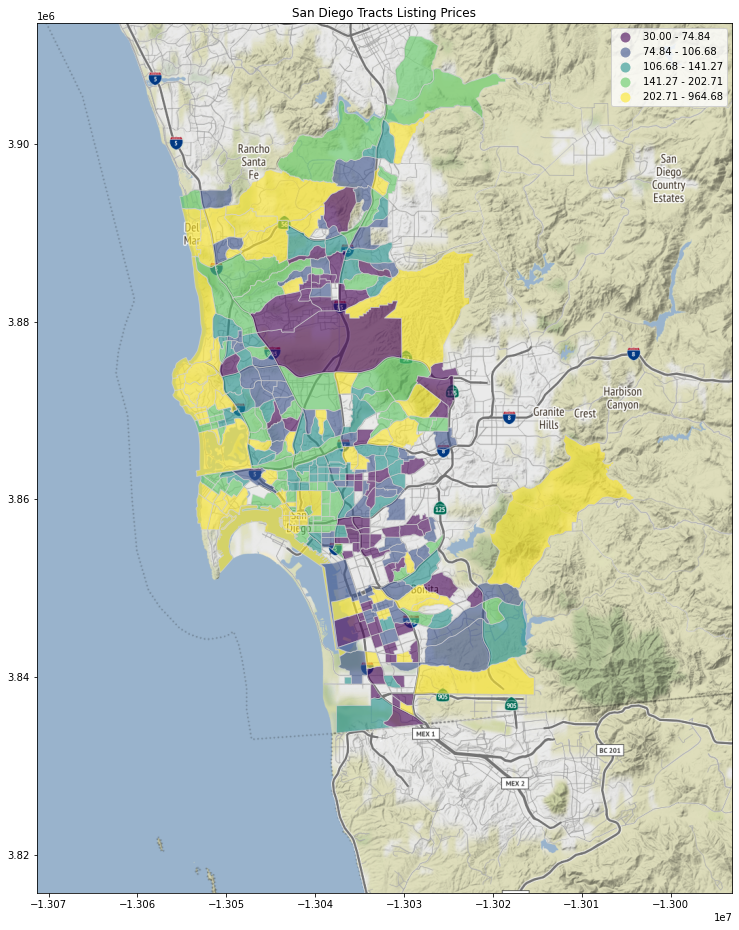 San Diego Tracts Listing Prices
1e6
30.00 - 74.84
74.84 - 106.68
106.68 - 141.27
141.27 - 202.71
202.71 - 964.68
5
5
3.90
Rancho
Santa
Fe
San
Diego
Country
Estates
Del
Mar
3.88
8
Harbison
Canyon
Granite
Hills
Crest
8
8
3.86
125
San
Diego
Bonita
3.84
905
905
MEX 1
BC 201
MEX 2
3.82
−1.307
−1.306
−1.305
−1.304
−1.303
−1.302
−1.301
−1.300
1e7